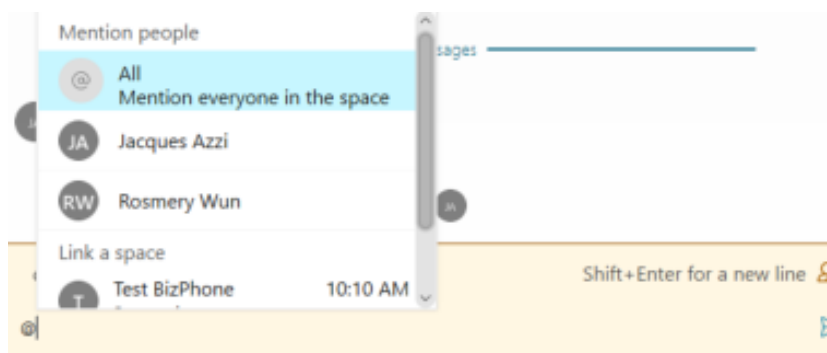 Mention people
sages
@
All
Mention everyone in the space
JA
Jacques Azzi
RW
Rosmery Wun
JA
Link a space
T
Test BizPhone 10:10 AM
Shift+Enter for a new line
@